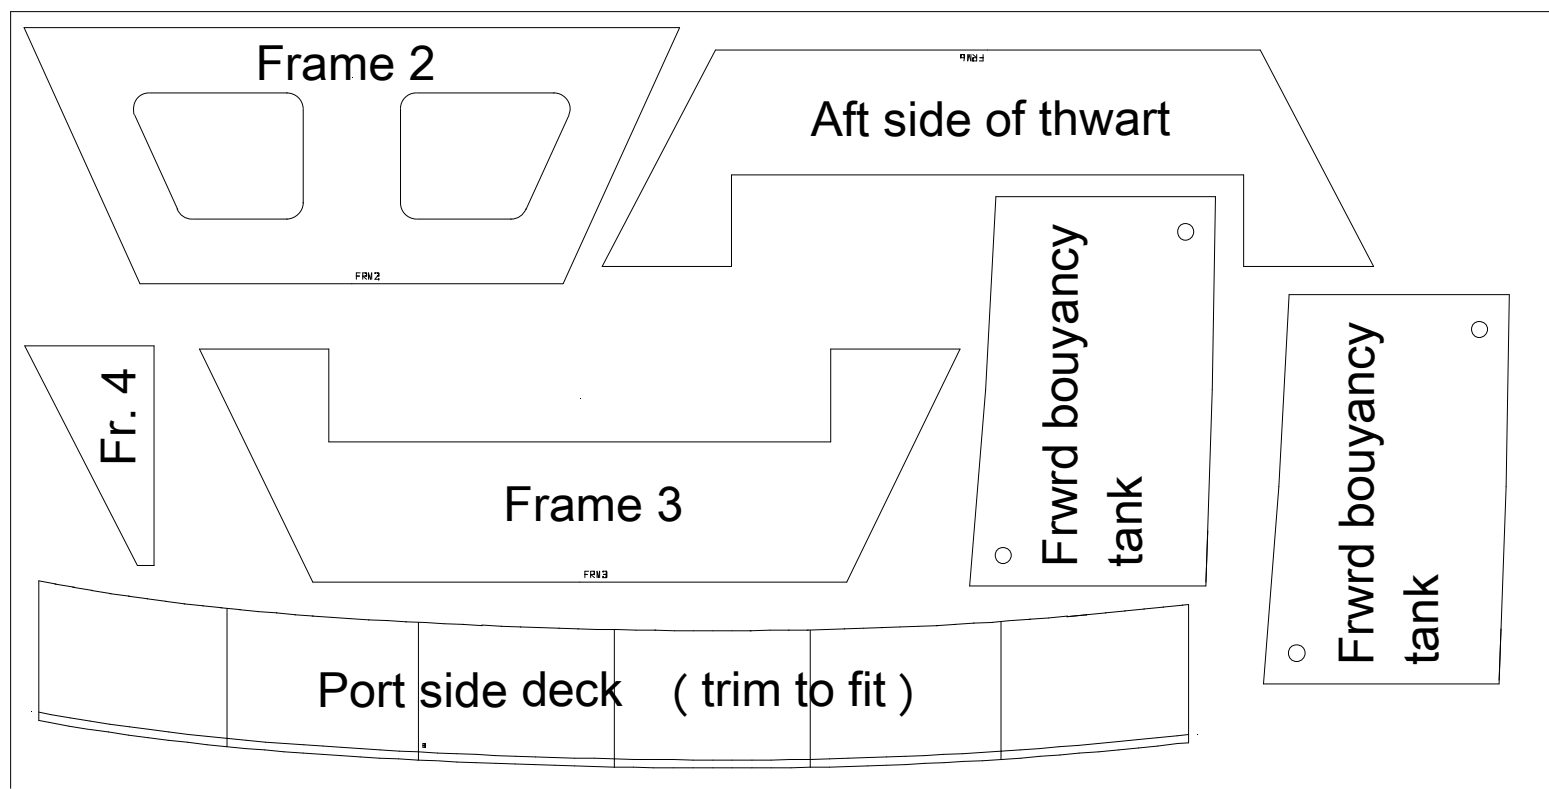 Frame 2
FRM6
Aft side of thwart
FRM2
Frwrd bouyancy
tank
Frwrd bouyancy
tank
Fr. 4
Frame 3
FRM3
Port side deck ( trim to fit )